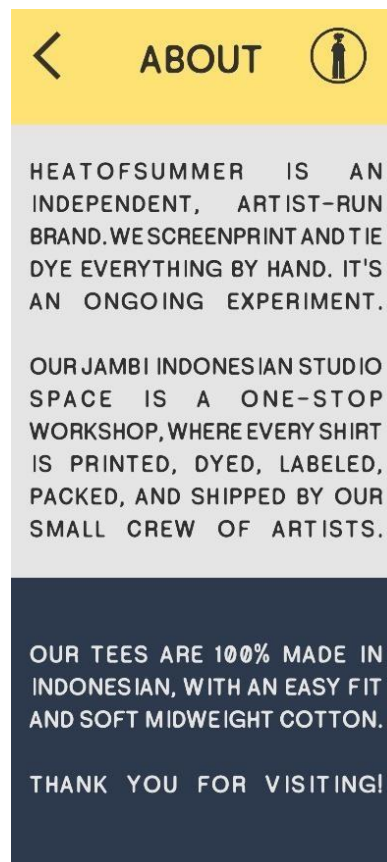 ABOUT
HEATOFSUMMER IS AN
INDEPENDENT, ARTIST-RUN
BRAND. WE SCREENPRINT AND TIE
DYE EVERYTHING BY HAND. IT'S
AN ONGOING EXPERIMENT.
OUR JAMBI INDONESIAN STUDIO
SPACE IS A ONE-STOP
WORKSHOP, WHERE EVERY SHIRT
IS PRINTED, DYED, LABELED,
PACKED, AND SHIPPED BY OUR
SMALL CREW OF ARTISTS.
OUR TEES ARE 100% MADE IN
INDONESIAN, WITH AN EASY FIT
AND SOFT MIDWEIGHT COTTON.
THANK YOU FOR VISITING!